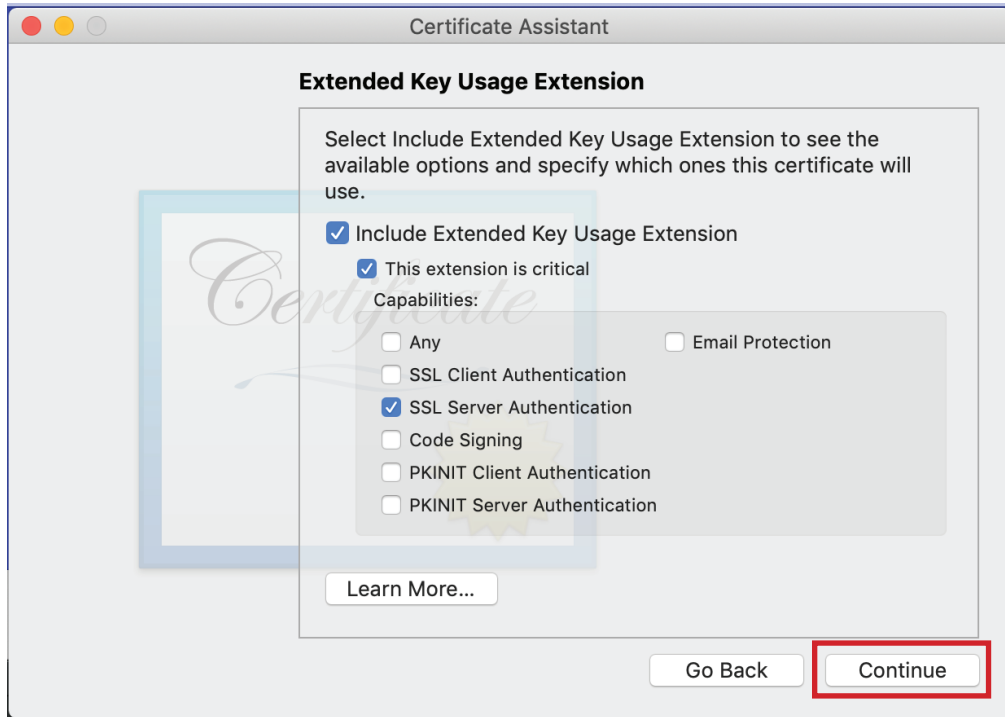 Certificate Assistant
Extended Key Usage Extension
Select Include Extended Key Usage Extension to see the
available options and specify which ones this certificate will
use.
Include Extended Key Usage Extension
This extension is critical
Certificate
Capabilities:
Any
Email Protection
SSL Client Authentication
SSL Server Authentication
Code Signing
PKINIT Client Authentication
PKINIT Server Authentication
Learn More...
Go Back
Continue